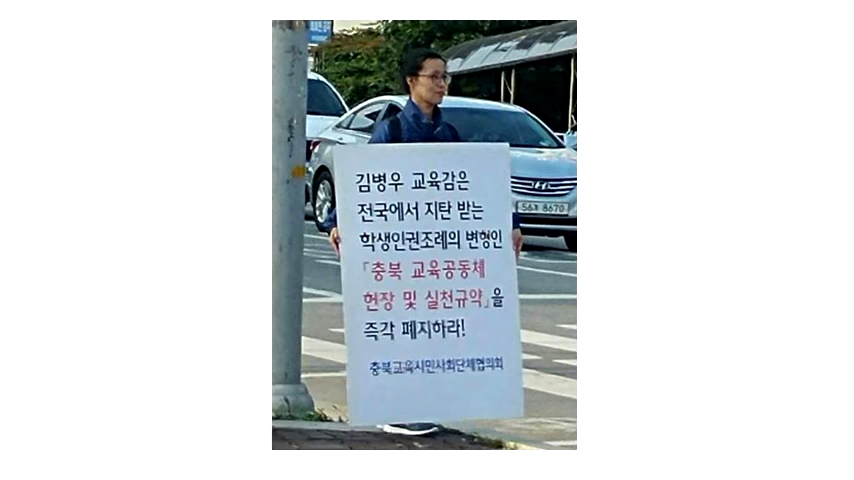 김병우 교육감은
전국에서 지탄 받는
학생인권조례의 변형인
「충북 교육공동체
헌장 및 실천규약」을
즉각 폐지하라!
충북교육시민사회단체협의회
8670